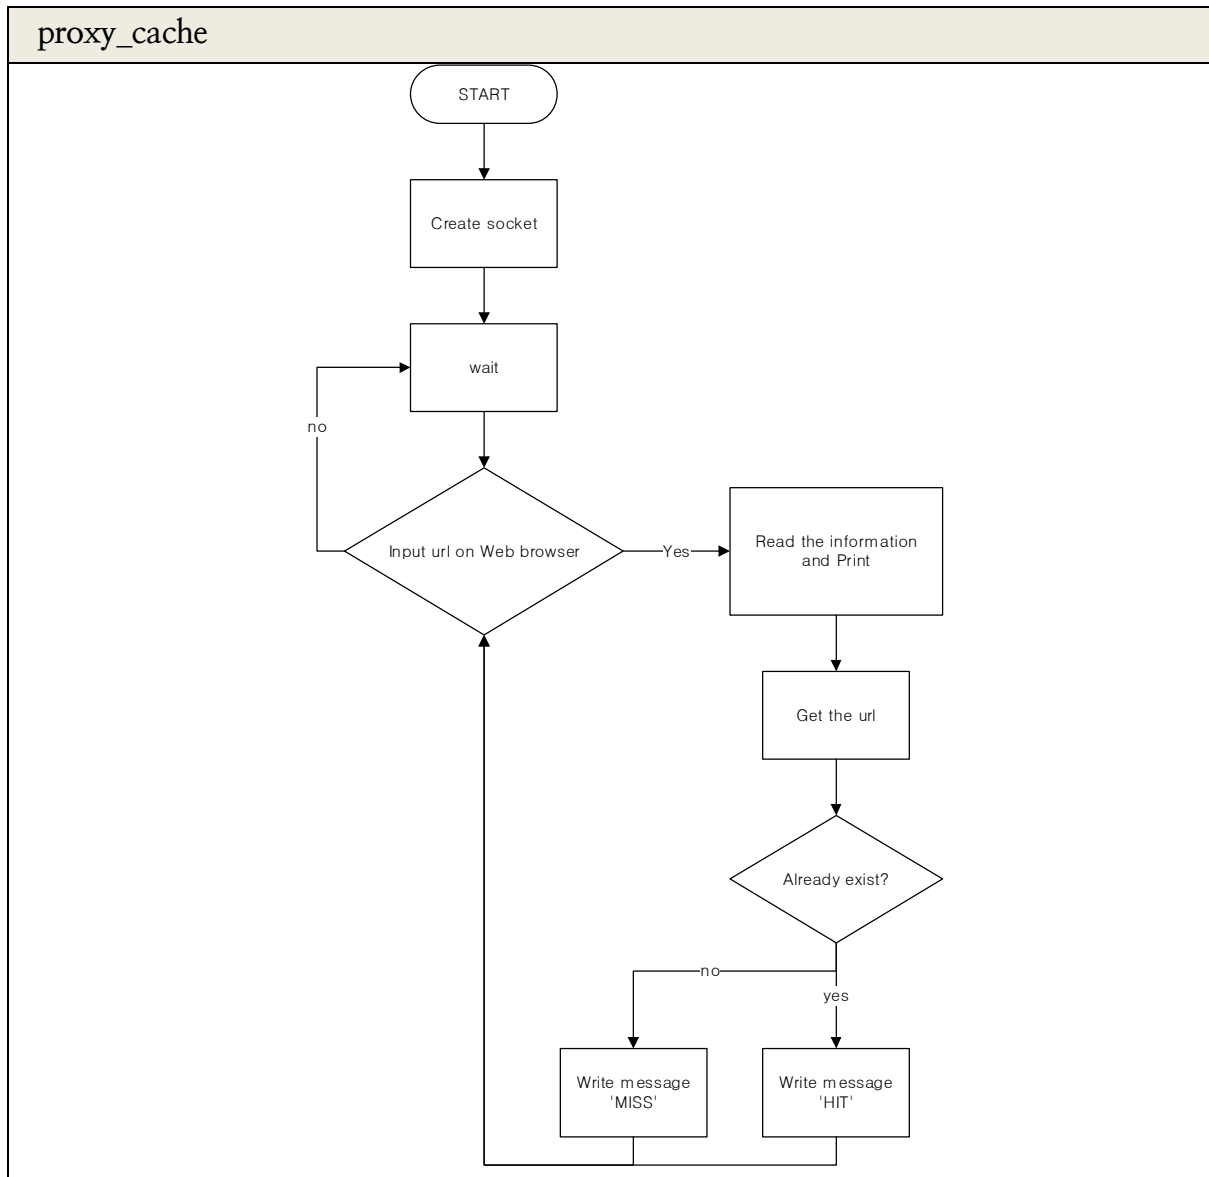 proxy_cache
START
Create socket
wait
no
Input url on Web browser
Yes
Read the information
and Print
Get the url
Already exist?
no
yes
Write message
'MISS'
Write message
'HIT'